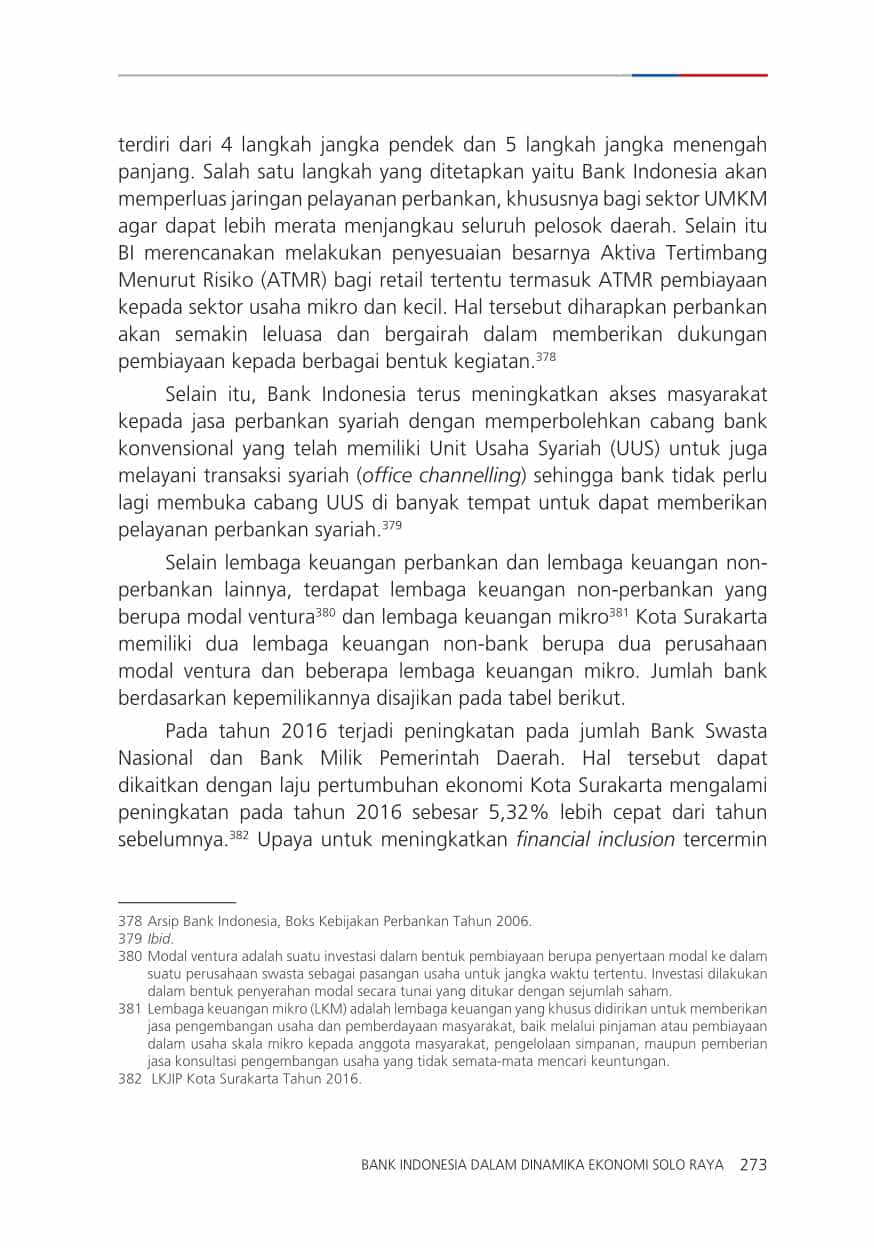 terdiri dari 4 langkah jangka pendek dan 5 langkah jangka menengah
panjang. Salah satu langkah yang ditetapkan yaitu Bank Indonesia akan
memperluas jaringan pelayanan perbankan, khususnya bagi sektor UMKM
agar dapat lebih merata menjangkau seluruh pelosok daerah. Selain itu
BI merencanakan melakukan penyesuaian besarnya Aktiva Tertimbang
Menurut Risiko (ATMR) bagi retail tertentu termasuk ATMR pembiayaan
kepada sektor usaha mikro dan kecil. Hal tersebut diharapkan perbankan
akan semakin leluasa dan bergairah dalam memberikan dukungan
pembiayaan kepada berbagai bentuk kegiatan.378
Selain itu, Bank Indonesia terus meningkatkan akses masyarakat
kepada jasa perbankan syariah dengan memperbolehkan cabang bank
konvensional yang telah memiliki Unit Usaha Syariah (UUS) untuk juga
melayani transaksi syariah (office channelling) sehingga bank tidak perlu
lagi membuka cabang UUS di banyak tempat untuk dapat memberikan
pelayanan perbankan syariah.379
Selain lembaga keuangan perbankan dan lembaga keuangan non-
perbankan lainnya, terdapat lembaga keuangan non-perbankan yang
berupa modal ventura380 dan lembaga keuangan mikro381 Kota Surakarta
memiliki dua lembaga keuangan non-bank berupa dua perusahaan
modal ventura dan beberapa lembaga keuangan mikro. Jumlah bank
berdasarkan kepemilikannya disajikan pada tabel berikut.
Pada tahun 2016 terjadi peningkatan pada jumlah Bank Swasta
Nasional dan Bank Milik Pemerintah Daerah. Hal tersebut dapat
dikaitkan dengan laju pertumbuhan ekonomi Kota Surakarta mengalami
peningkatan pada tahun 2016 sebesar 5,32% lebih cepat dari tahun
sebelumnya.382 Upaya untuk meningkatkan financial inclusion tercermin
378 Arsip Bank Indonesia, Boks Kebijakan Perbankan Tahun 2006.
379 Ibid.
380 Modal ventura adalah suatu investasi dalam bentuk pembiayaan berupa penyertaan modal ke dalam
suatu perusahaan swasta sebagai pasangan usaha untuk jangka waktu tertentu. Investasi dilakukan
dalam bentuk penyerahan modal secara tunai yang ditukar dengan sejumlah saham.
381 Lembaga keuangan mikro (LKM) adalah lembaga keuangan yang khusus didirikan untuk memberikan
jasa pengembangan usaha dan pemberdayaan masyarakat, baik melalui pinjaman atau pembiayaan
dalam usaha skala mikro kepada anggota masyarakat, pengelolaan simpanan, maupun pemberian
jasa konsultasi pengembangan usaha yang tidak semata-mata mencari keuntungan.
382 LKJIP Kota Surakarta Tahun 2016.
BANK INDONESIA DALAM DINAMIKA EKONOMI SOLO RAYA 273